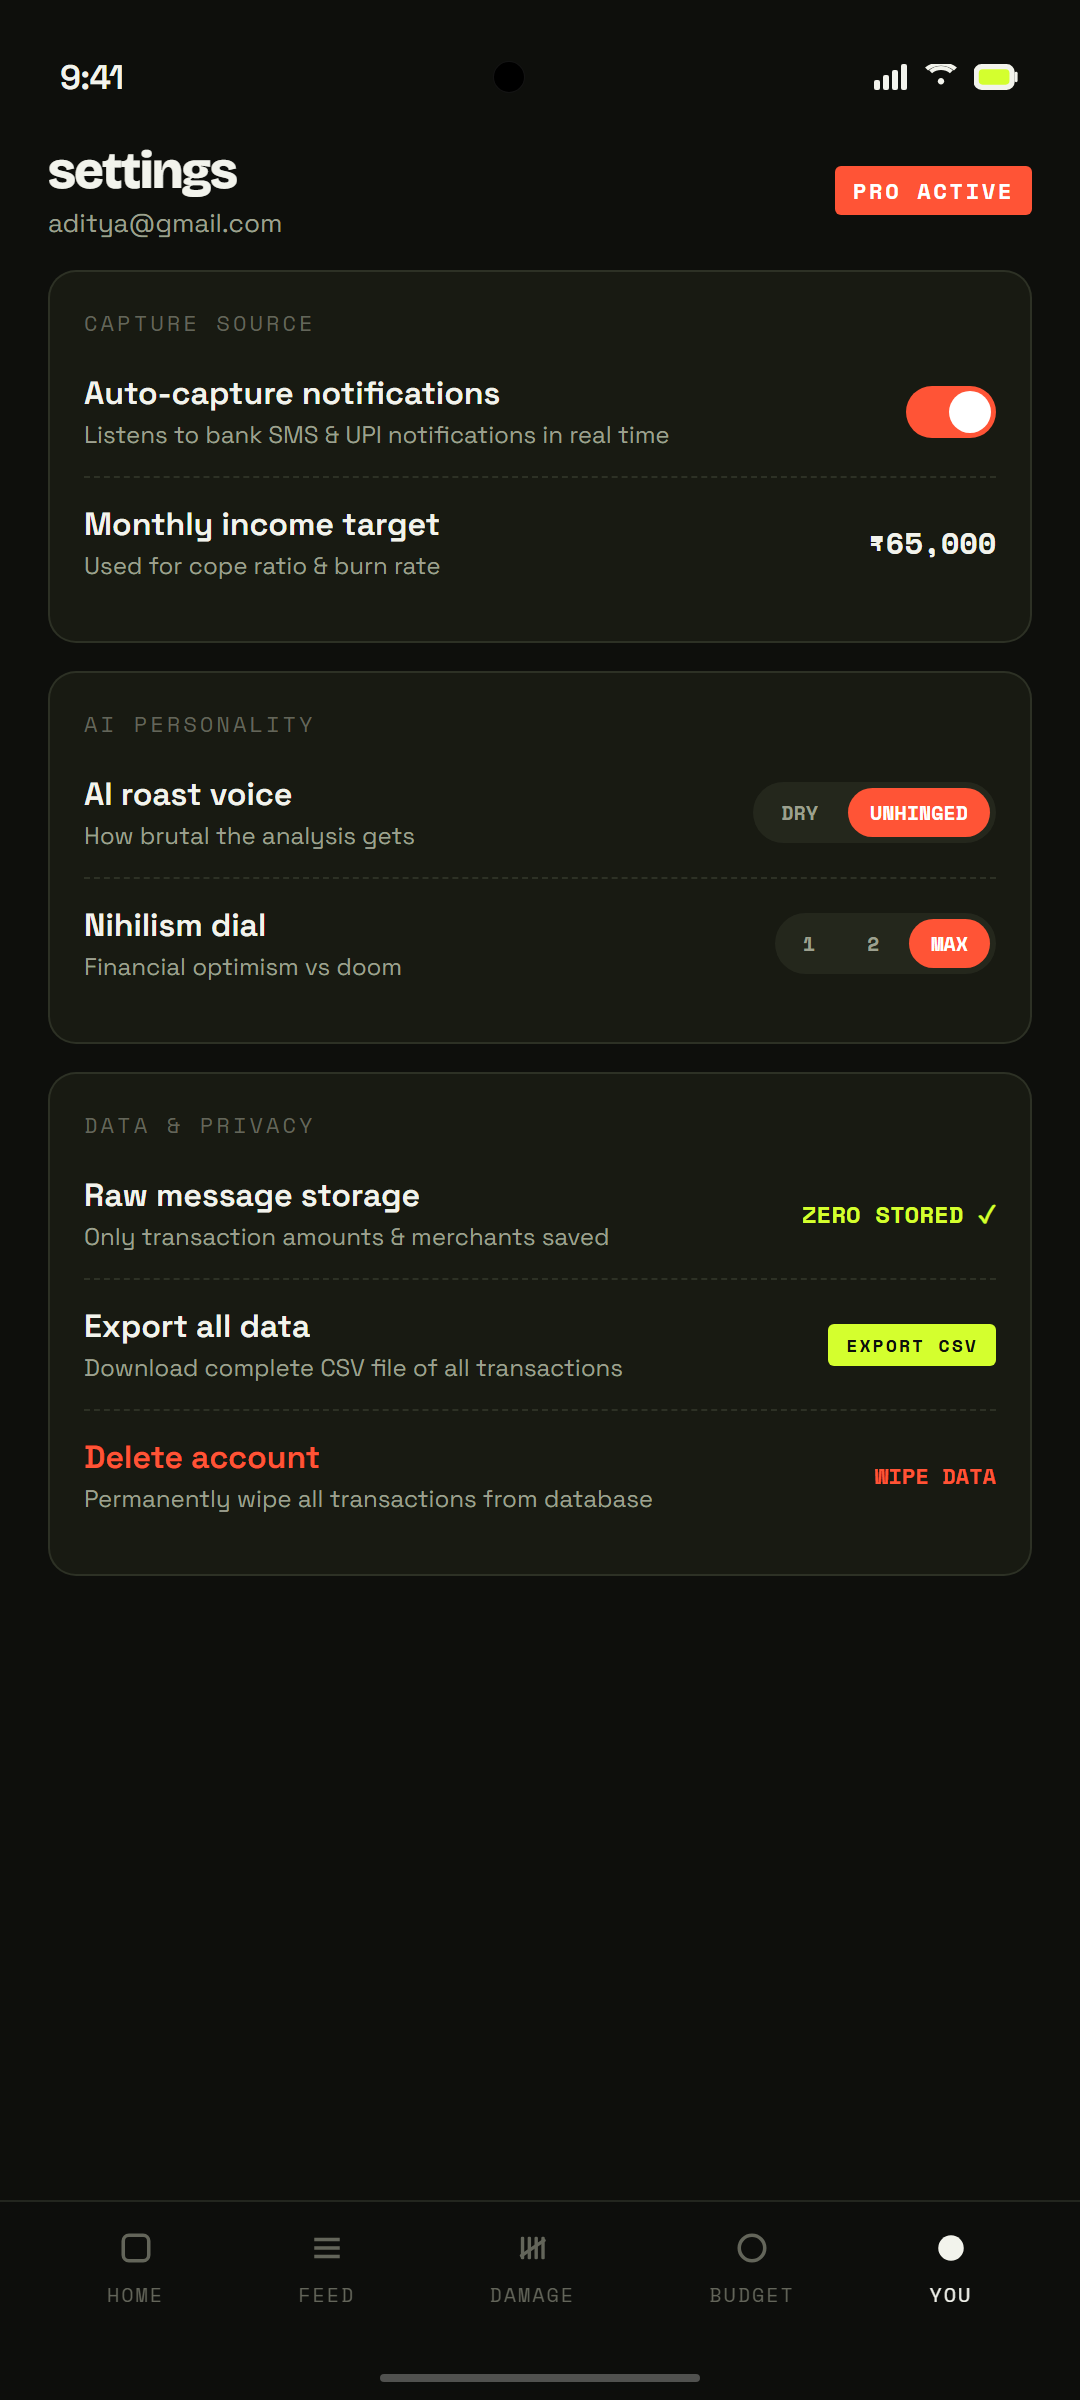 9:41
settings
aditya@gmail.com
PRO ACTIVE
CAPTURE SOURCE
Auto-capture notifications
Listens to bank SMS & UPI notifications in real time
Monthly income target
Used for cope ratio & burn rate
₹65,000
AI PERSONALITY
AI roast voice
How brutal the analysis gets
DRY UNHINGED
Nihilism dial
Financial optimism vs doom
1 2 MAX
DATA & PRIVACY
Raw message storage
Only transaction amounts & merchants saved
ZERO STORED ✓
Export all data
Download complete CSV file of all transactions
EXPORT CSV
Delete account
Permanently wipe all transactions from database
WIPE DATA
HOME FEED DAMAGE BUDGET YOU